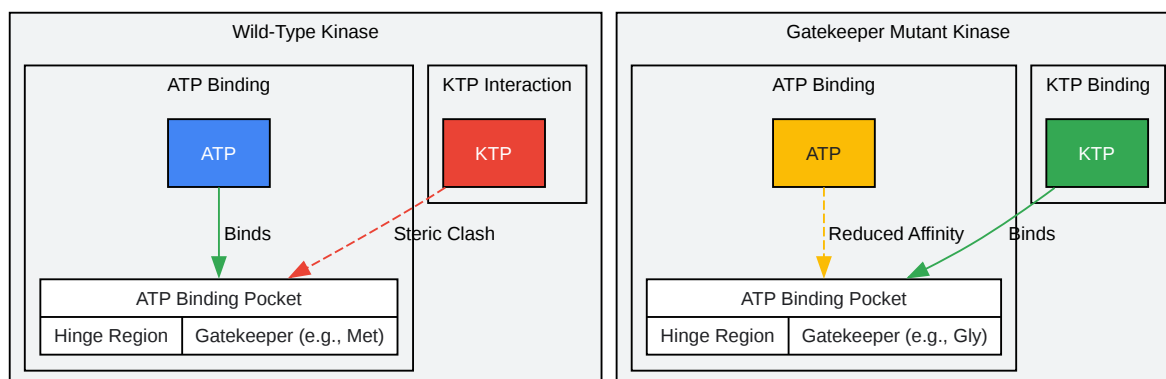 Wild-Type Kinase
ATP Binding
KTP Interaction
ATP
KTP
Binds
Steric Clash
ATP Binding Pocket
Hinge Region
Gatekeeper (e.g., Met)
Gatekeeper Mutant Kinase
ATP Binding
KTP Binding
ATP
KTP
Reduced Affinity
Binds
ATP Binding Pocket
Hinge Region
Gatekeeper (e.g., Gly)